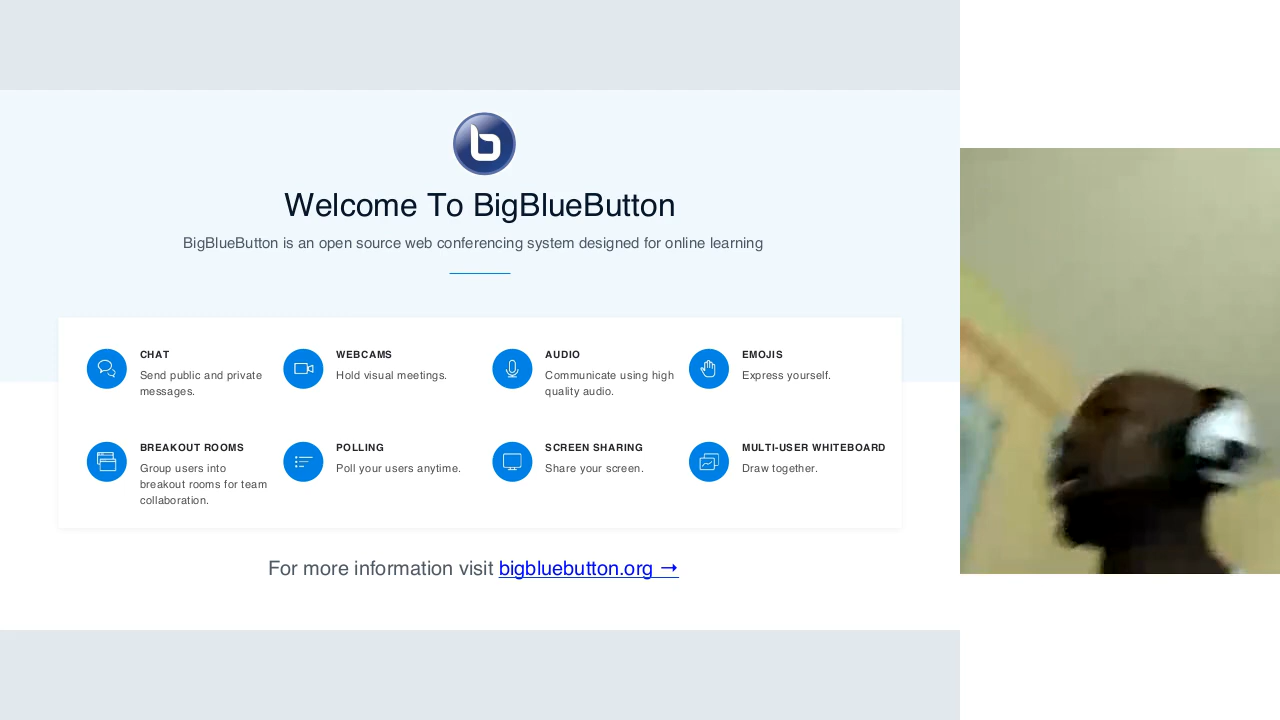 Welcome To BigBlueButton
BigBlueButton is an open source web conferencing system designed for online learning
CHAT
Send public and private
messages.
WEBCAMS
Hold visual meetings.
AUDIO
Communicate using high
quality audio.
EMOJIS
Express yourself.
BREAKOUT ROOMS
Group users into
breakout rooms for team
collaboration.
POLLING
Poll your users anytime.
SCREEN SHARING
Share your screen.
MULTI-USER WHITEBOARD
Draw together.
For more information visit bigbluebutton.org →